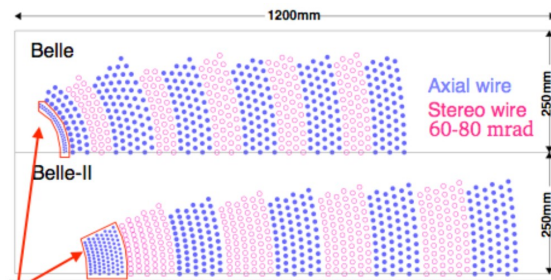 1200mm
Belle
Axial wire
Stereo wire
60-80 mrad
250mm
Belle-II
250mm